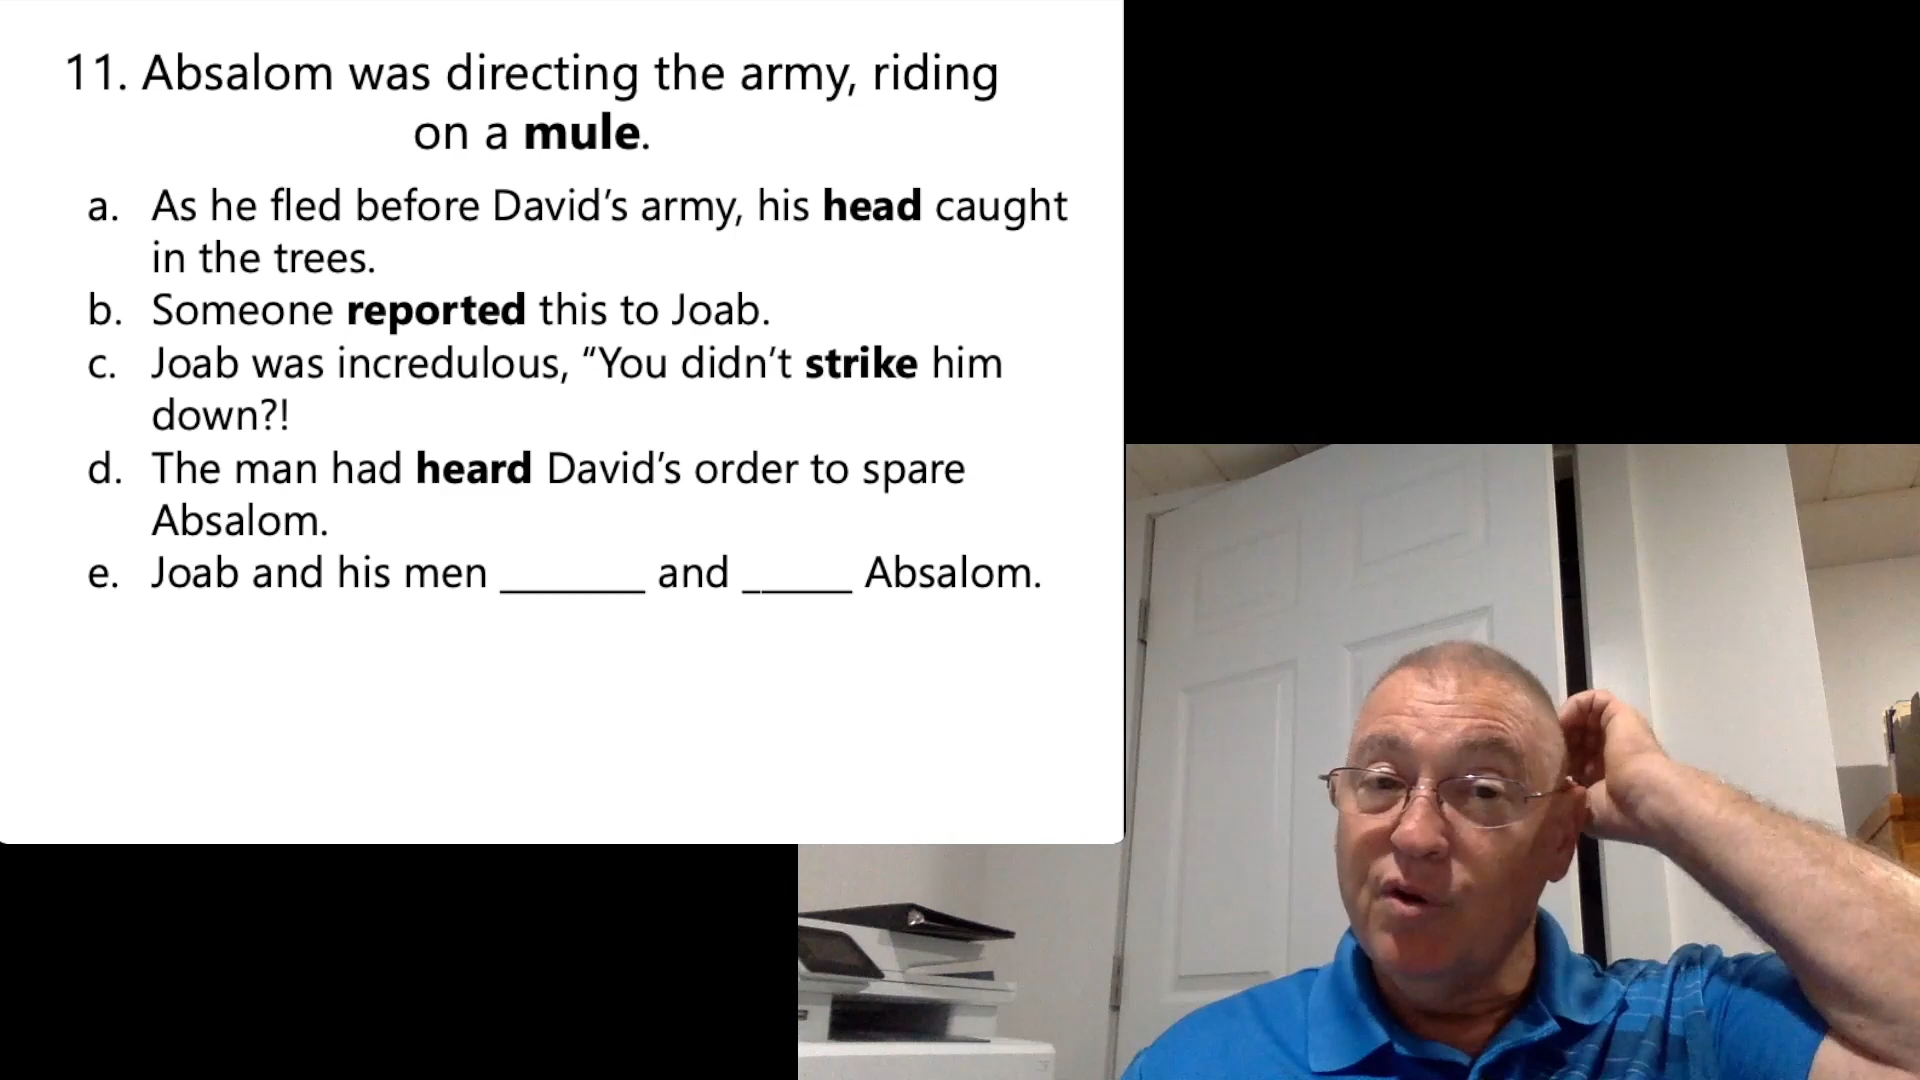 11. Absalom was directing the army, riding
on a mule.
a. As he fled before David’s army, his head caught
in the trees.
b. Someone reported this to Joab.
c. Joab was incredulous, “You didn’t strike him
down?!
d. The man had heard David’s order to spare
Absalom.
e. Joab and his men ________ and ______ Absalom.